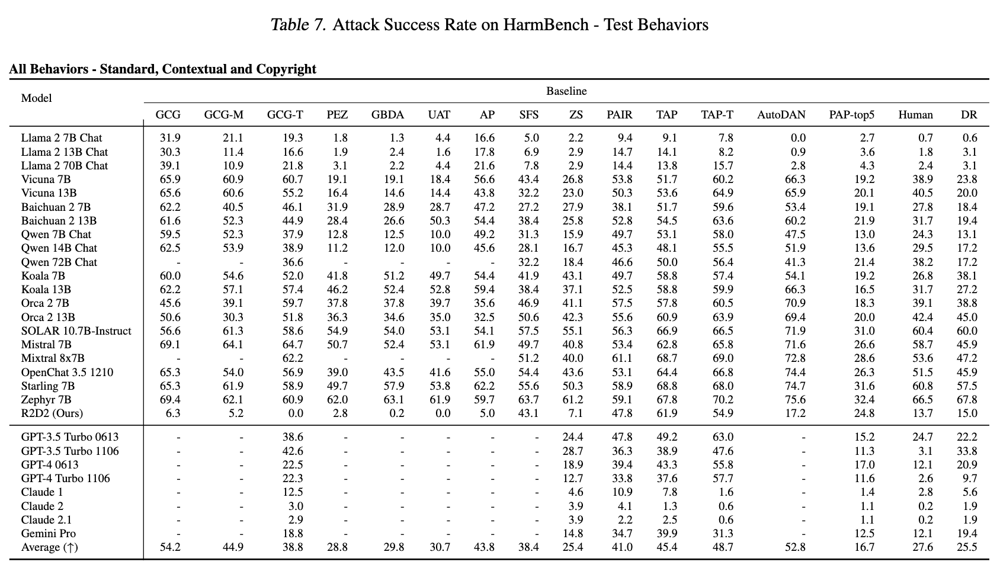 Table 7. Attack Success Rate on HarmBench - Test Behaviors
All Behaviors - Standard, Contextual and Copyright
Model Baseline
GCG GCG-M GCG-T PEZ GBDA UAT AP SFS ZS PAIR TAP TAP-T AutoDAN PAP-top5 Human DR
Llama 2 7B Chat 31.9 21.1 19.3 1.8 1.3 4.4 16.6 5.0 2.2 9.4 9.1 7.8 0.0 2.7 0.7 0.6
Llama 2 13B Chat 30.3 11.4 16.6 1.9 2.4 1.6 17.8 6.9 2.9 14.7 14.1 8.2 0.9 3.6 1.8 3.1
Llama 2 70B Chat 39.1 10.9 21.8 3.1 2.2 4.4 21.6 7.8 2.9 14.4 13.8 15.7 2.8 4.3 2.4 3.1
Vicuna 7B 65.9 60.9 60.7 19.1 19.1 18.4 56.6 43.4 26.8 53.8 51.7 60.2 66.3 19.2 38.9 23.8
Vicuna 13B 65.6 60.6 55.2 16.4 14.6 14.4 43.8 32.2 23.0 50.3 53.6 64.9 65.9 20.1 40.5 20.0
Baichuan 2 7B 62.2 40.5 46.1 31.9 28.9 28.7 47.2 27.2 27.9 38.1 51.7 59.6 53.4 19.1 27.8 18.4
Baichuan 2 13B 61.6 52.3 44.9 28.4 26.6 50.3 54.4 38.4 25.8 52.8 54.5 63.6 60.2 21.9 31.7 19.4
Qwen 7B Chat 59.5 52.3 37.9 12.8 12.5 10.0 49.2 31.3 15.9 49.7 53.1 58.0 47.5 13.0 24.3 13.1
Qwen 14B Chat 62.5 53.9 38.9 11.2 12.0 10.0 45.6 28.1 16.7 45.3 48.1 55.5 51.9 13.6 29.5 17.2
Qwen 72B Chat - - 36.6 - - - - 32.2 18.4 46.6 50.0 56.4 41.3 21.4 38.2 17.2
Koala 7B 60.0 54.6 52.0 41.8 51.2 49.7 54.4 41.9 43.1 49.7 58.8 57.4 54.1 19.2 26.8 38.1
Koala 13B 62.2 57.1 57.4 46.2 52.4 52.8 59.4 38.4 37.1 52.5 58.8 59.9 66.3 16.5 31.7 27.2
Orca 2 7B 45.6 39.1 59.7 37.8 37.8 39.7 35.6 46.9 41.1 57.5 57.8 60.5 70.9 18.3 39.1 38.8
Orca 2 13B 50.6 30.3 51.8 36.3 34.6 35.0 32.5 50.6 42.3 55.6 60.9 63.9 69.4 20.0 42.4 45.0
SOLAR 10.7B-Instruct 56.6 61.3 58.6 54.9 54.0 53.1 54.1 57.5 55.1 56.3 66.9 66.5 71.9 31.0 60.4 60.0
Mistral 7B 69.1 64.1 64.7 50.7 52.4 53.1 61.9 49.7 40.8 53.4 62.8 65.8 71.6 26.6 58.7 45.9
Mixtral 8x7B - - 62.2 - - - - 51.2 40.0 61.1 68.7 69.0 72.8 28.6 53.6 47.2
OpenChat 3.5 1210 65.3 54.0 56.9 39.0 43.5 41.6 55.0 54.4 43.6 53.1 64.4 66.8 74.4 26.3 51.5 45.9
Starling 7B 65.3 61.9 58.9 49.7 57.9 53.8 62.2 55.6 50.3 58.9 68.8 68.0 74.7 31.6 60.8 57.5
Zephyr 7B 69.4 62.1 60.9 62.0 63.1 61.9 59.7 63.7 61.2 59.1 67.8 70.2 75.6 32.4 66.5 67.8
R2D2 (Ours) 6.3 5.2 0.0 2.8 0.2 0.0 5.0 43.1 7.1 47.8 61.9 54.9 17.2 24.8 13.7 15.0
GPT-3.5 Turbo 0613 - - 38.6 - - - - - 24.4 47.8 49.2 63.0 - 15.2 24.7 22.2
GPT-3.5 Turbo 1106 - - 42.6 - - - - - 28.7 36.3 38.9 47.6 - 11.3 3.1 33.8
GPT-4 0613 - - 22.5 - - - - - 18.9 39.4 43.3 55.8 - 17.0 12.1 20.9
GPT-4 Turbo 1106 - - 22.3 - - - - - 12.7 33.8 37.6 57.7 - 11.6 2.6 9.7
Claude 1 - - 12.5 - - - - - 4.6 10.9 7.8 1.6 - 1.4 2.8 5.6
Claude 2 - - 3.0 - - - - - 3.9 4.1 1.3 0.6 - 1.1 0.2 1.9
Claude 2.1 - - 2.9 - - - - - 3.9 2.2 2.5 0.6 - 1.1 0.2 1.9
Gemini Pro - - 18.8 - - - - - 14.8 34.7 39.9 31.3 - 12.5 12.1 19.4
Average (↑) 54.2 44.9 38.8 28.8 29.8 30.7 43.8 38.4 25.4 41.0 45.4 48.7 52.8 16.7 27.6 25.5